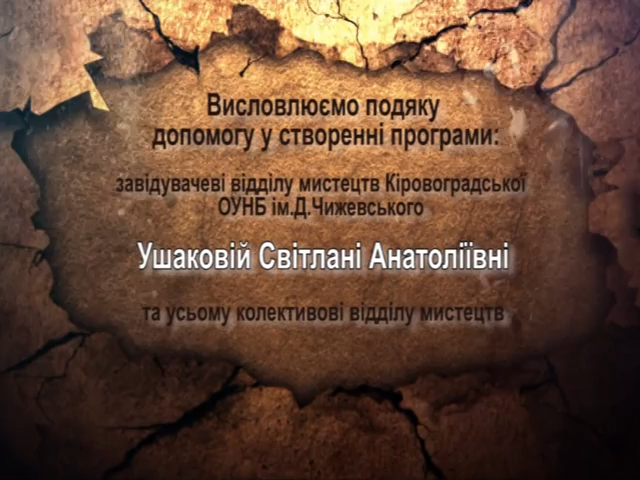 Висловлюємо подяку
допомогу у створенні програми:
завідувачеві відділу мистецтв Кіровоградської
ОУНБ ім.Д.Чижевського
Ушаковій Світлані Анатоліївні
та усьому колективові відділу мистецтв